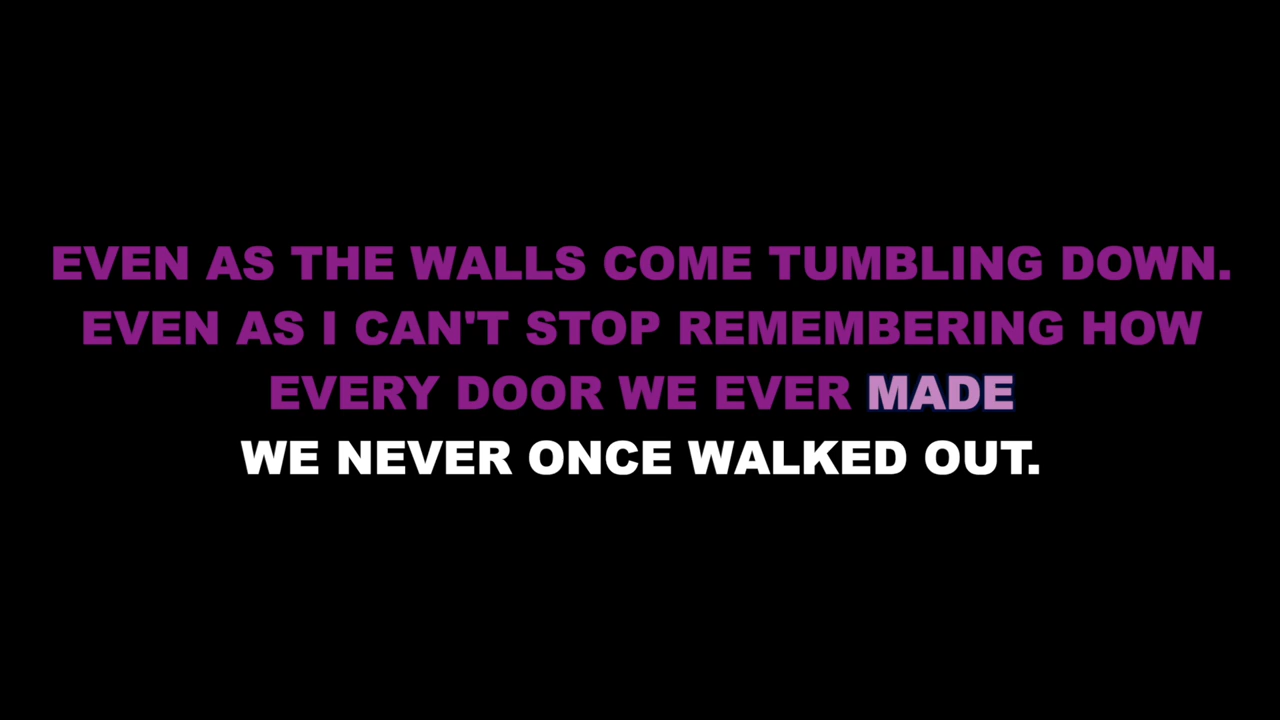 EVEN AS THE WALLS COME TUMBLING DOWN.
EVEN AS I CAN'T STOP REMEMBERING HOW
EVERY DOOR WE EVER MADE
WE NEVER ONCE WALKED OUT.